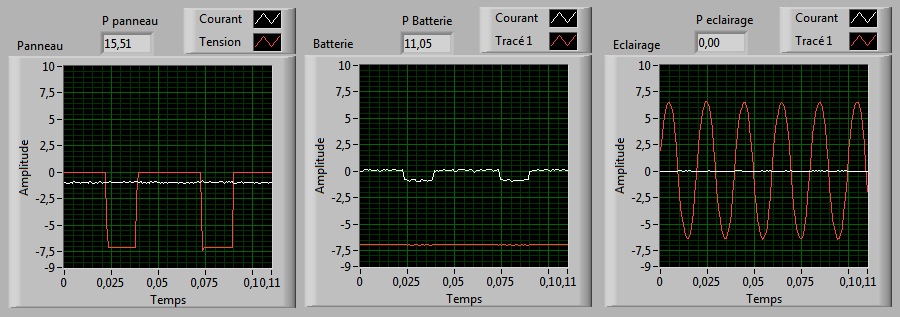 P panneau
Courant
Panneau
15,51
Tension
10
7,5
5
2,5
0
-2,5
-5
-7,5
-9
Amplitude
0
0,025
0,05
0,075
0,10,11
Temps
P Batterie
Courant
Batterie
11,05
Tracé 1
10
7,5
5
2,5
0
-2,5
-5
-7,5
-9
Amplitude
0
0,025
0,05
0,075
0,10,11
Temps
P eclairage
Courant
Eclairage
0,00
Tracé 1
10
7,5
5
2,5
0
-2,5
-5
-7,5
-9
Amplitude
0
0,025
0,05
0,075
0,10,11
Temps